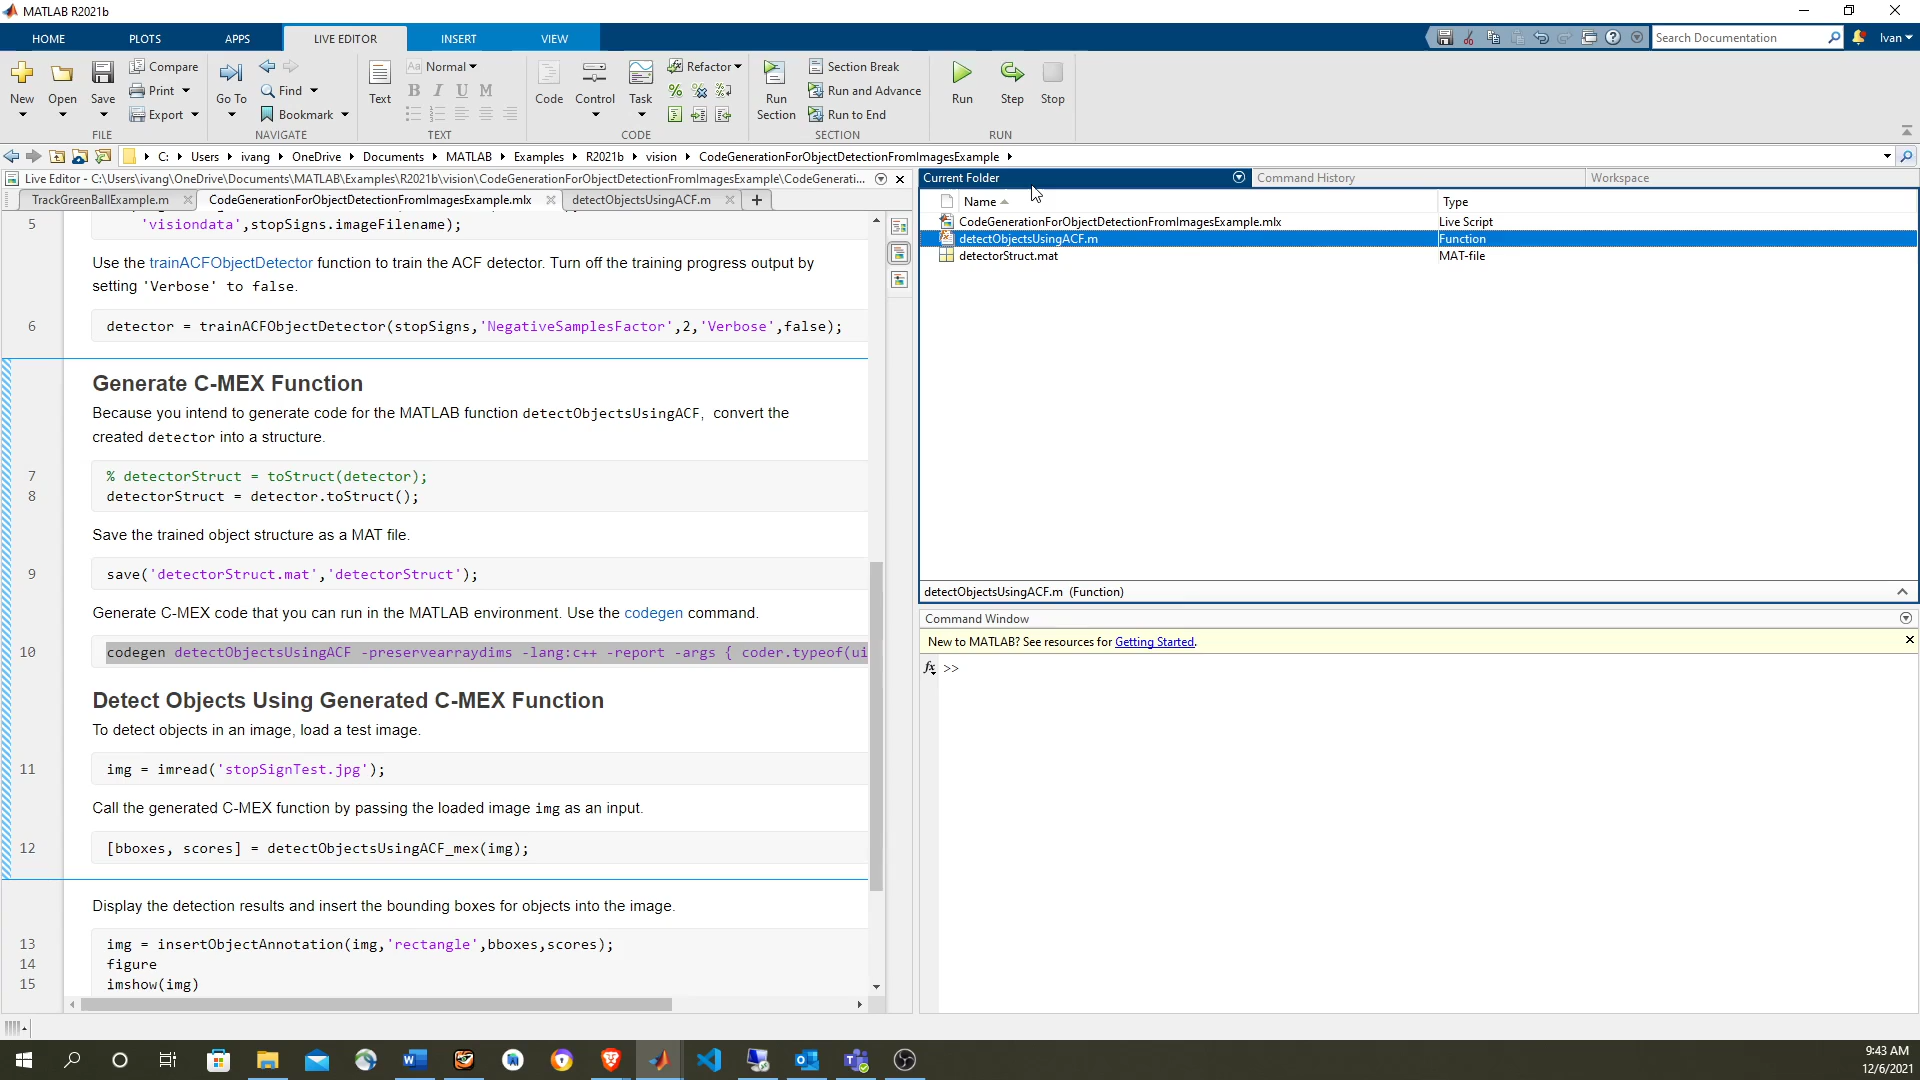 MATLAB R2021b
HOME PLOTS APPS LIVE EDITOR INSERT VIEW
Search Documentation Ivan
New Open Save Compare Print Export
FILE
Go To Find Bookmark
NAVIGATE
Text Aa Normal B I U M
TEXT
Code Control Task Refactor
CODE
Run Section Section Break Run and Advance Run to End
SECTION
Run Step Stop
RUN
C: Users ivang OneDrive Documents MATLAB Examples R2021b vision CodeGenerationForObjectDetectionFromImagesExample
Live Editor - C:\Users\ivang\OneDrive\Documents\MATLAB\Examples\R2021b\vision\CodeGenerationForObjectDetectionFromImagesExample\CodeGenerati...
TrackGreenBallExample.m CodeGenerationForObjectDetectionFromImagesExample.mlx detectObjectsUsingACF.m +
5 'visiondata',stopSigns.imageFilename);
Use the trainACFObjectDetector function to train the ACF detector. Turn off the training progress output by
setting 'Verbose' to false.
6 detector = trainACFObjectDetector(stopSigns,'NegativeSamplesFactor',2,'Verbose',false);
Generate C-MEX Function
Because you intend to generate code for the MATLAB function detectObjectsUsingACF, convert the
created detector into a structure.
7 % detectorStruct = toStruct(detector);
8 detectorStruct = detector.toStruct();
Save the trained object structure as a MAT file.
9 save('detectorStruct.mat','detectorStruct');
Generate C-MEX code that you can run in the MATLAB environment. Use the codegen command.
10 codegen detectObjectsUsingACF -preservearraydims -lang:c++ -report -args { coder.typeof(ui
Detect Objects Using Generated C-MEX Function
To detect objects in an image, load a test image.
11 img = imread('stopSignTest.jpg');
Call the generated C-MEX function by passing the loaded image img as an input.
12 [bboxes, scores] = detectObjectsUsingACF_mex(img);
Display the detection results and insert the bounding boxes for objects into the image.
13 img = insertObjectAnnotation(img,'rectangle',bboxes,scores);
14 figure
15 imshow(img)
Current Folder Command History Workspace
Name Type
CodeGenerationForObjectDetectionFromImagesExample.mlx Live Script
detectObjectsUsingACF.m Function
detectorStruct.mat MAT-file
detectObjectsUsingACF.m (Function)
Command Window
New to MATLAB? See resources for Getting Started.
fx >>
9:43 AM
12/6/2021